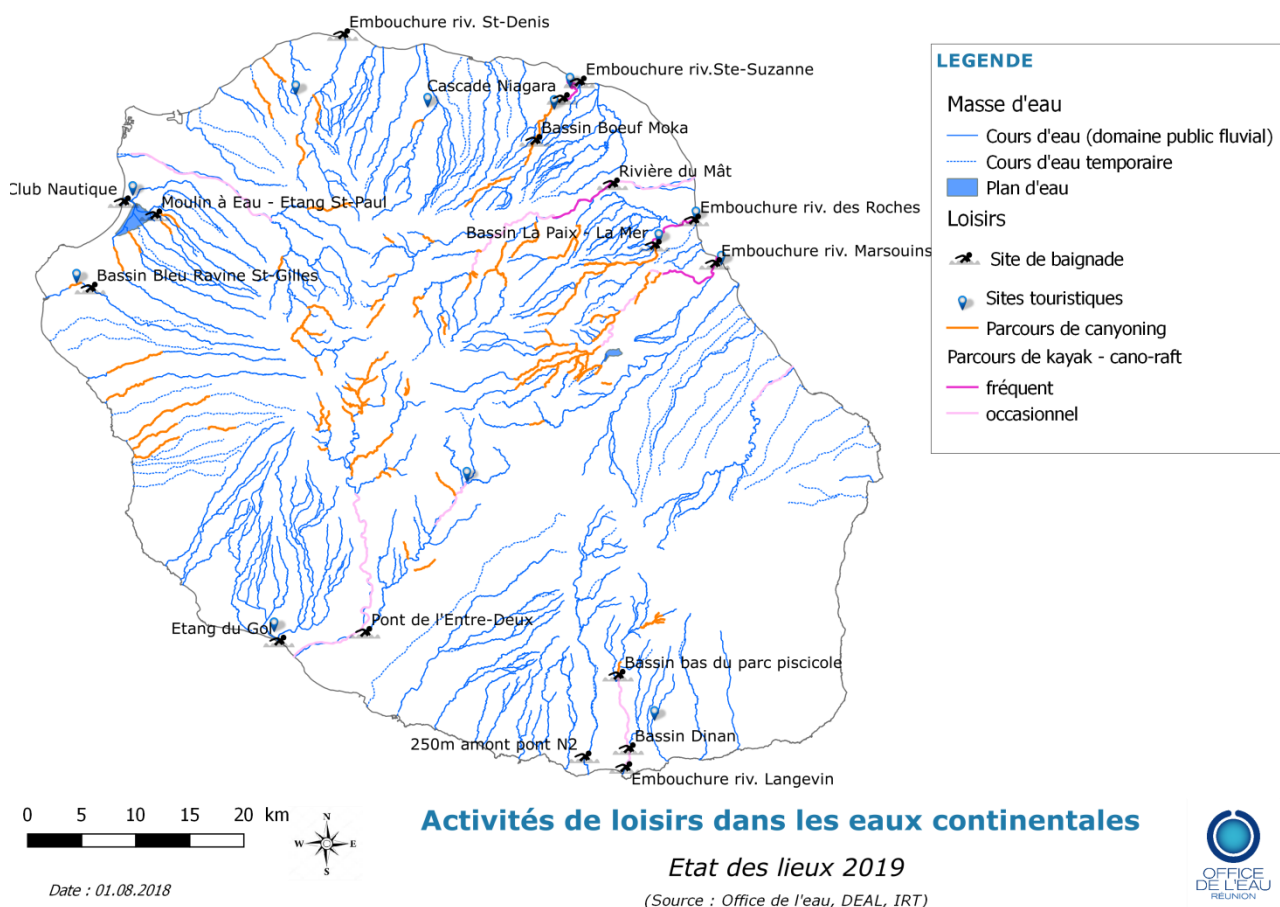 Embouchure riv. St-Denis
Embouchure riv.Ste-Suzanne
Cascade Niagara
Bassin Boeuf Moka
Rivière du Mât
Club Nautique
Moulin à Eau - Etang St-Paul
Embouchure riv. des Roches
Bassin La Paix - La Mer
Embouchure riv. Marsouins
Bassin Bleu Ravine St-Gilles
Etang du Gol
Pont de l'Entre-Deux
Bassin bas du parc piscicole
250m amont pont N2
Bassin Dinan
Embouchure riv. Langevin
LEGENDE
Masse d'eau
Cours d'eau (domaine public fluvial)
Cours d'eau temporaire
Plan d'eau
Loisirs
Site de baignade
Sites touristiques
Parcours de canyoning
Parcours de kayak - cano-raft
fréquent
occasionnel
0 5 10 15 20 km
N
W E
S
Date : 01.08.2018
Activités de loisirs dans les eaux continentales
Etat des lieux 2019
(Source : Office de l'eau, DEAL, IRT)
OFFICE
DE L'EAU
RÉUNION